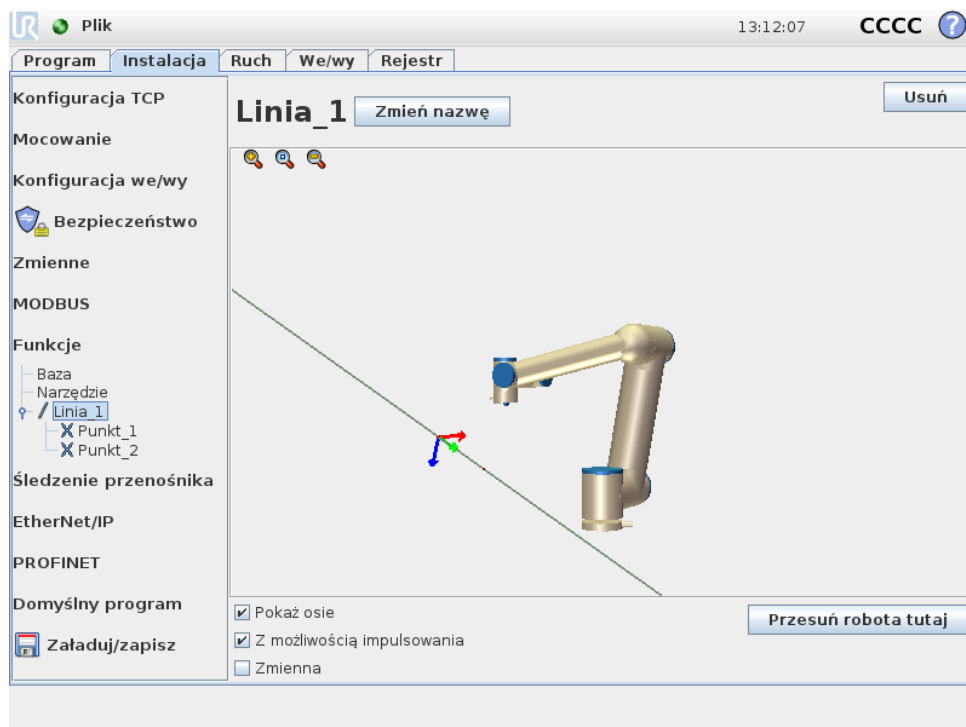 UR Plik 13:12:07 CCCC ?
Program Instalacja Ruch We/wy Rejestr
Konfiguracja TCP
Mocowanie
Konfiguracja we/wy
Bezpieczeństwo
Zmienne
MODBUS
Funkcje
Baza
Narzędzie
Linia_1
Punkt_1
Punkt_2
Śledzenie przenośnika
EtherNet/IP
PROFINET
Domyślny program
Załaduj/zapisz
Linia_1 Zmień nazwę Usuń
Pokaż osie
Z możliwością impulsowania
Zmienna
Przesuń robota tutaj